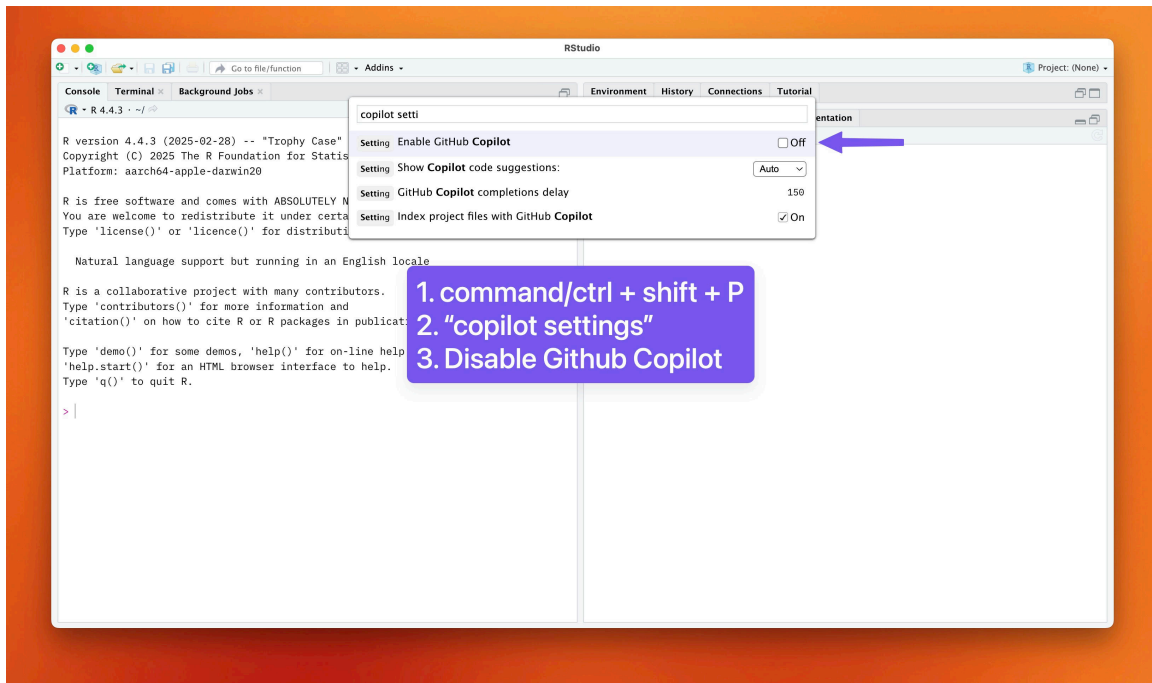 RStudio
Go to file/function
Addins
Project: (None)
Console Terminal Background Jobs
Environment History Connections Tutorial
R 4.4.3 · ~/
copilot setti
entation
Setting Enable GitHub Copilot Off
Setting Show Copilot code suggestions: Auto
Setting GitHub Copilot completions delay 150
Setting Index project files with GitHub Copilot On
R version 4.4.3 (2025-02-28) -- "Trophy Case"
Copyright (C) 2025 The R Foundation for Statis
Platform: aarch64-apple-darwin20
R is free software and comes with ABSOLUTELY N
You are welcome to redistribute it under certa
Type 'license()' or 'licence()' for distributi
Natural language support but running in an English locale
R is a collaborative project with many contributors.
Type 'contributors()' for more information and
'citation()' on how to cite R or R packages in publicati
Type 'demo()' for some demos, 'help()' for on-line help
'help.start()' for an HTML browser interface to help.
Type 'q()' to quit R.
>
1. command/ctrl + shift + P
2. “copilot settings”
3. Disable Github Copilot